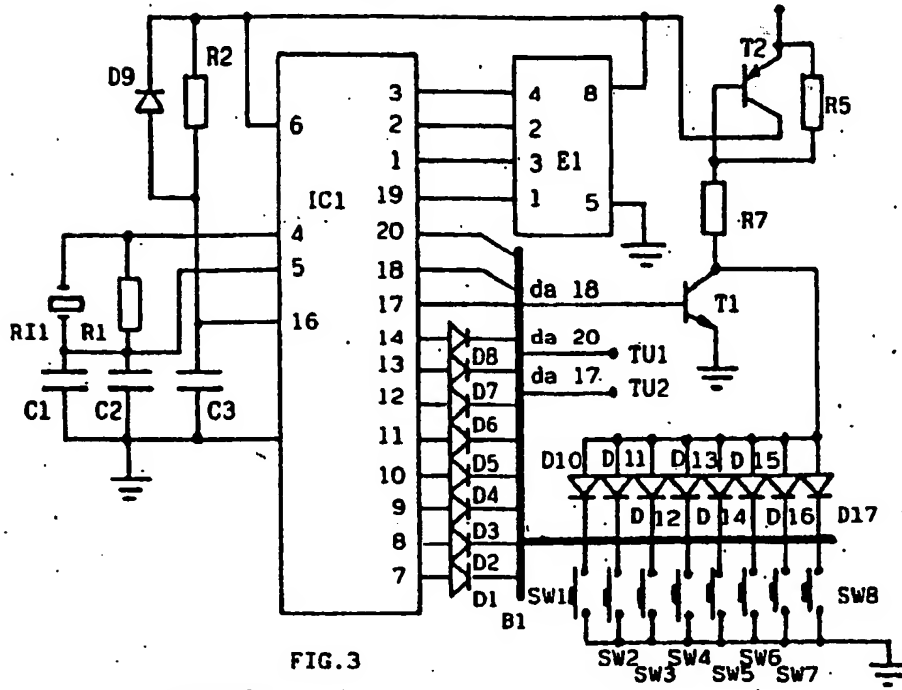 T2
D9
R2
R5
3
4
8
6
2
2
1
3
E1
IC1
19
1
5
R7
4
20
5
18
da 18
T1
RI1
R1
16
17
14
da 20
TU1
D8
13
da 17
TU2
D7
C1
C2
C3
12
D6
11
D10
D 11
D 13
D 15
D5
10
D4
9
D 12
D 14
D 16
D17
D3
8
D2
7
D1
SW1
SW8
B1
SW2
SW4
SW6
SW3
SW5
SW7
FIG.3